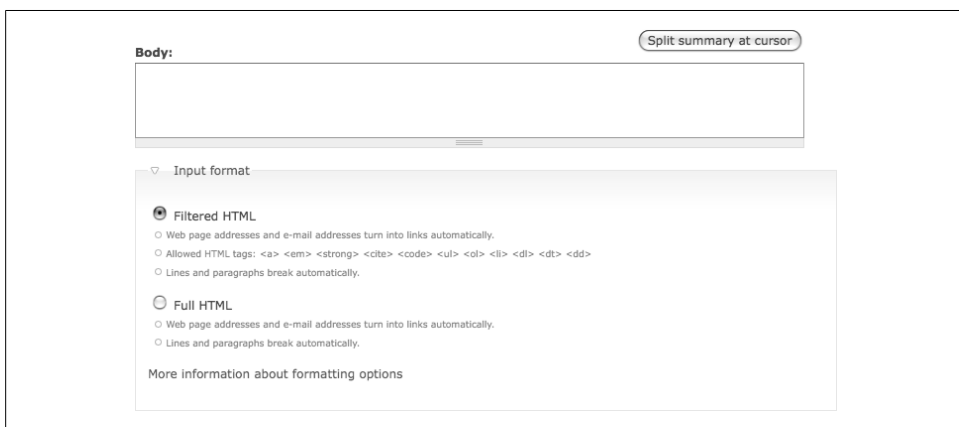 Split summary at cursor
Body:
Input format
Filtered HTML
Web page addresses and e-mail addresses turn into links automatically.
Allowed HTML tags: <a> <em> <strong> <cite> <code> <ul> <ol> <li> <dl> <dt> <dd>
Lines and paragraphs break automatically.
Full HTML
Web page addresses and e-mail addresses turn into links automatically.
Lines and paragraphs break automatically.
More information about formatting options